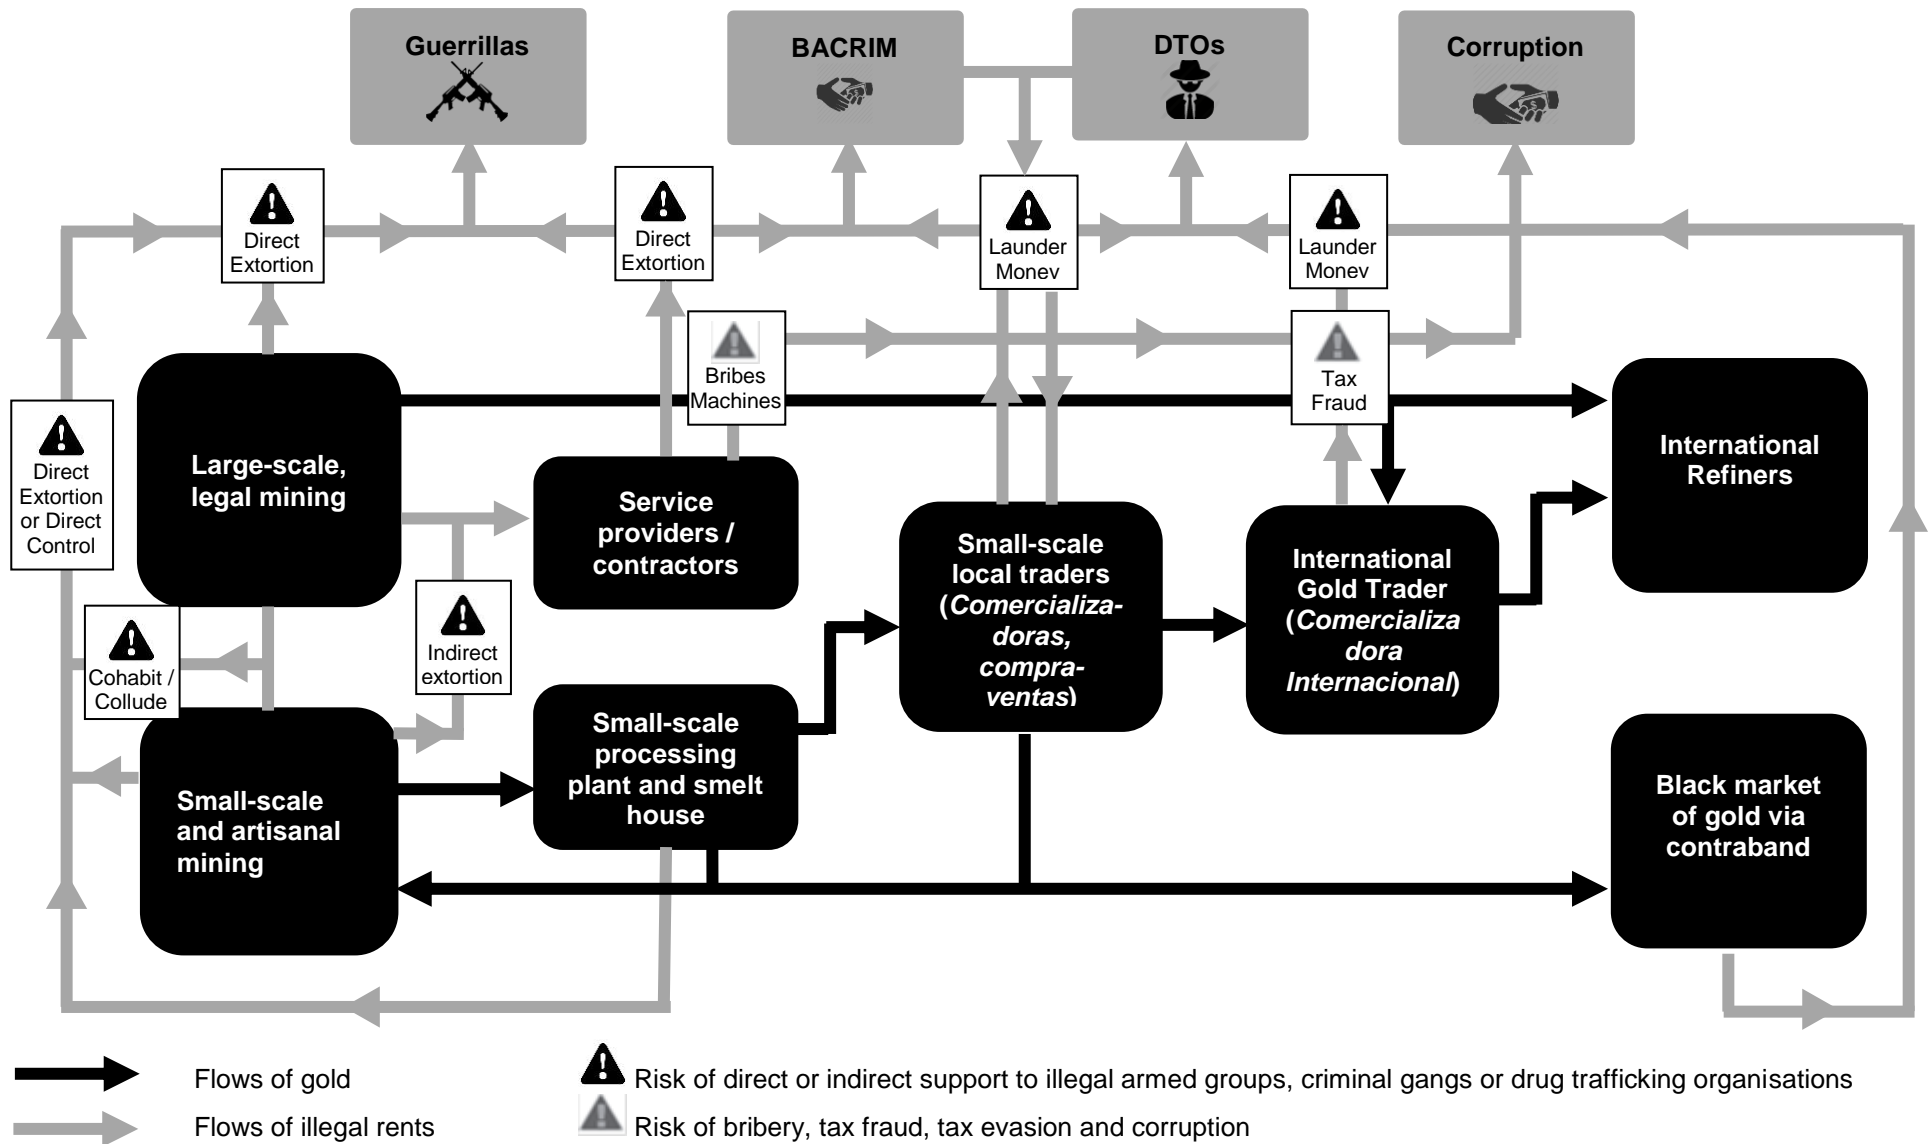 Guerrillas
BACRIM
DTOs
Corruption
Direct
Extortion
Direct
Extortion
Launder
Monev
Launder
Monev
Bribes
Machines
Tax
Fraud
Direct
Extortion
or Direct
Control
Large-scale,
legal mining
Service
providers /
contractors
Small-scale
local traders
(Comercializa-
doras,
compra-
ventas)
International
Gold Trader
(Comercializa
dora
Internacional)
International
Refiners
Cohabit /
Collude
Indirect
extortion
Small-scale
and artisanal
mining
Small-scale
processing
plant and smelt
house
Black market
of gold via
contraband
Flows of gold
Risk of direct or indirect support to illegal armed groups, criminal gangs or drug trafficking organisations
Flows of illegal rents
Risk of bribery, tax fraud, tax evasion and corruption